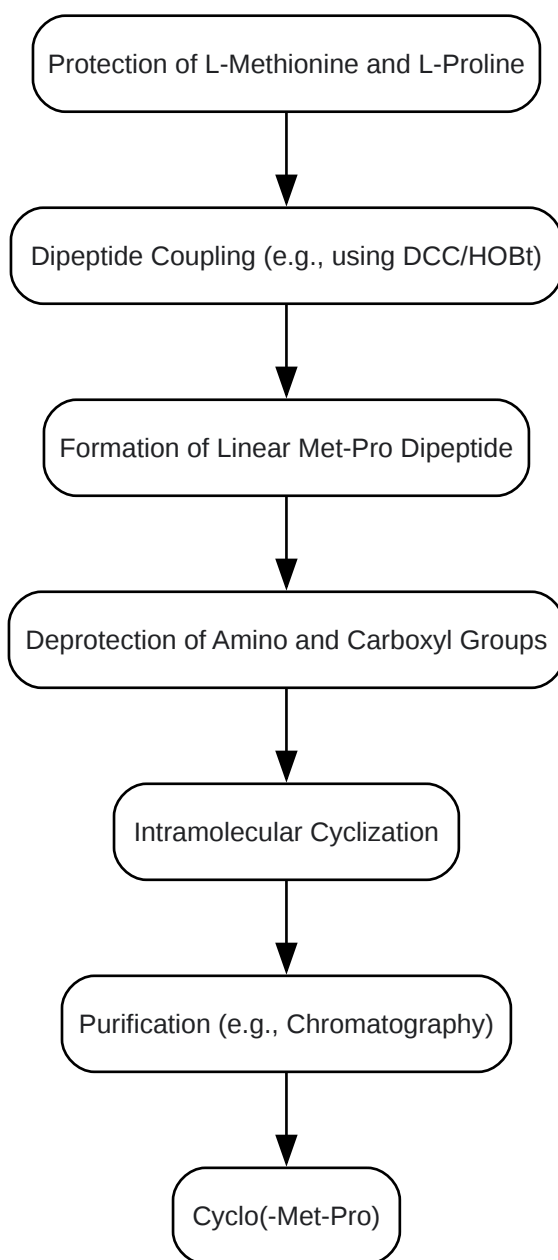 Protection of L-Methionine and L-Proline
Dipeptide Coupling (e.g., using DCC/HOBt)
Formation of Linear Met-Pro Dipeptide
Deprotection of Amino and Carboxyl Groups
Intramolecular Cyclization
Purification (e.g., Chromatography)
Cyclo(-Met-Pro)